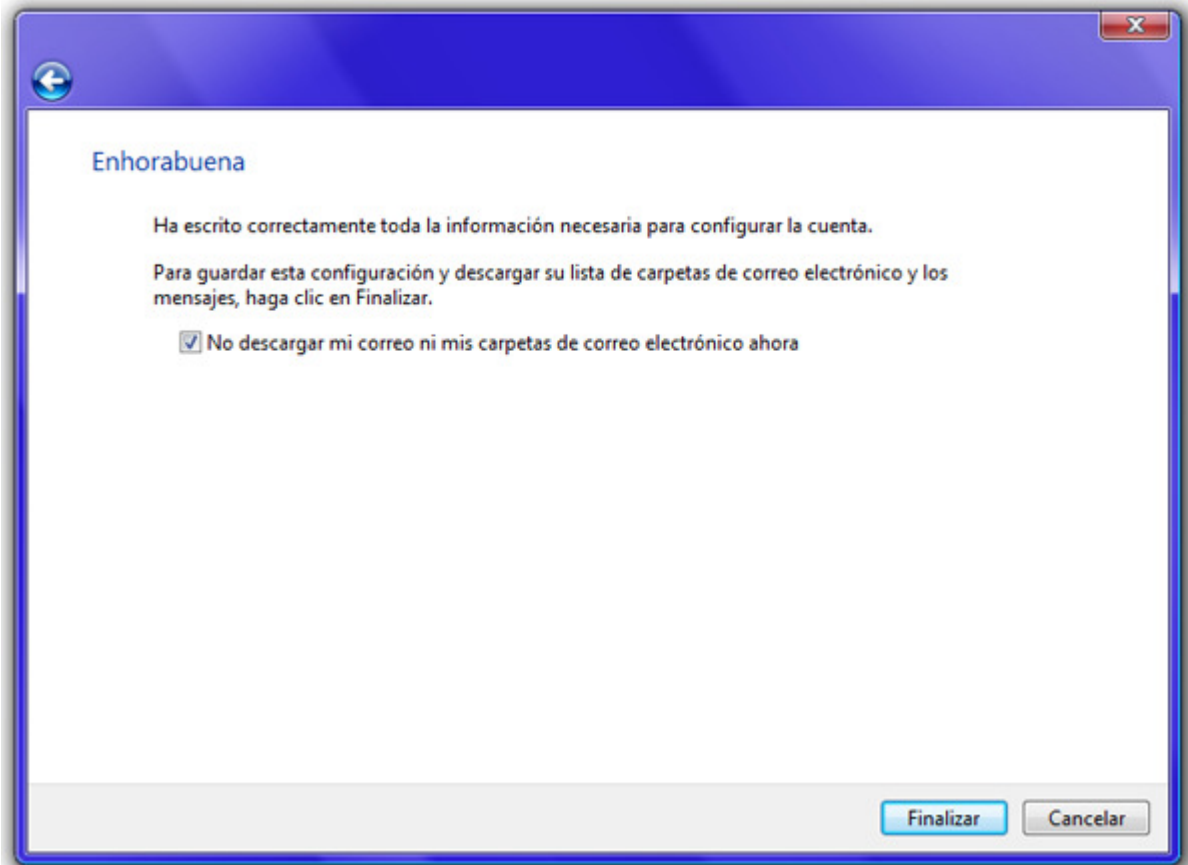 Enhorabuena
Ha escrito correctamente toda la información necesaria para configurar la cuenta.
Para guardar esta configuración y descargar su lista de carpetas de correo electrónico y los
mensajes, haga clic en Finalizar.
No descargar mi correo ni mis carpetas de correo electrónico ahora
Finalizar
Cancelar